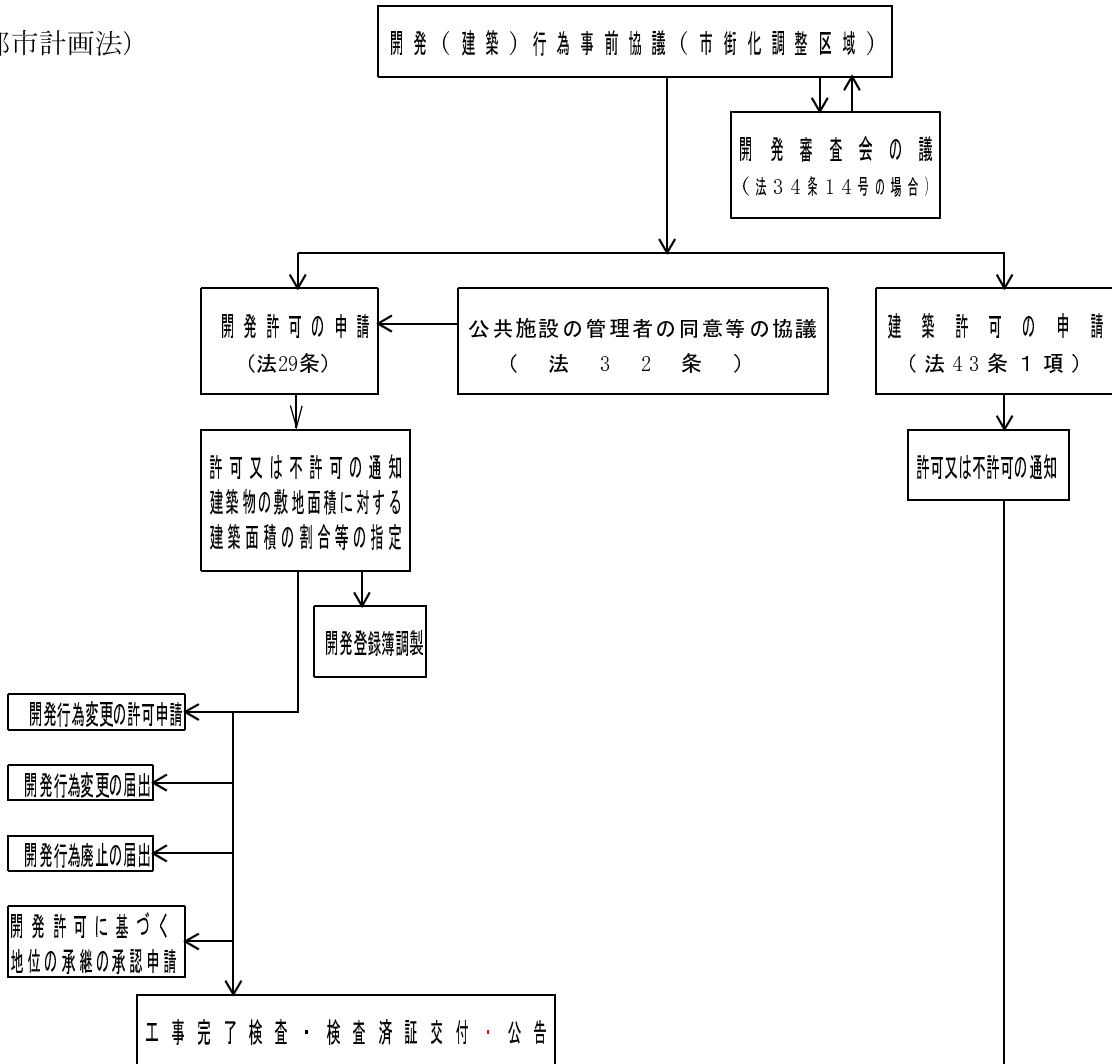 都市計画法）
開発（建築）行為事前協議（市街化調整区域）
開発審査会の議
（法34条14号の場合）
開発許可の申請
（法29条）
公共施設の管理者の同意等の協議
（法32条）
建築許可の申請
（法43条1項）
許可又は不許可の通知
建築物の敷地面積に対する
建築面積の割合等の指定
許可又は不許可の通知
開発登録簿調製
開発行為変更の許可申請
開発行為変更の届出
開発行為廃止の届出
開発許可に基づく
地位の承継の承認申請
工事完了検査・検査済証交付・公告